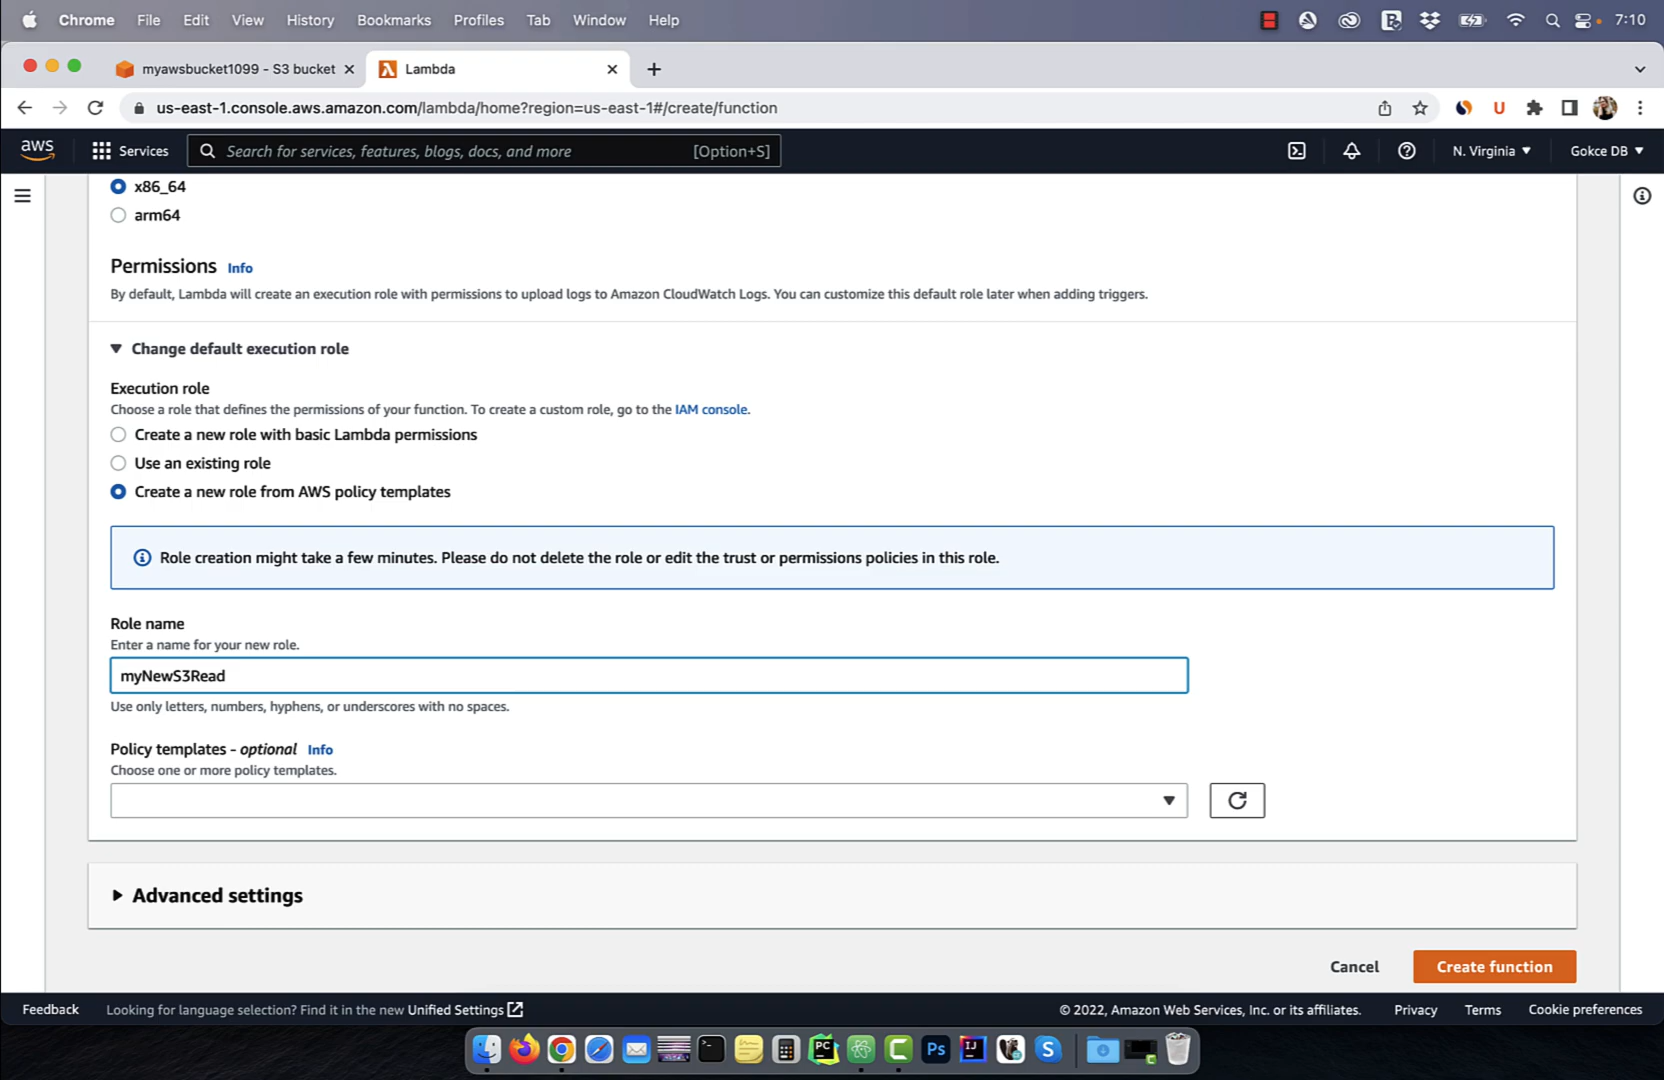 Chrome File Edit View History Bookmarks Profiles Tab Window Help 7:10
myawsbucket1099 - S3 bucket Lambda
us-east-1.console.aws.amazon.com/lambda/home?region=us-east-1#/create/function
aws Services Search for services, features, blogs, docs, and more [Option+S] N. Virginia Gokce DB
x86_64
arm64
Permissions Info
By default, Lambda will create an execution role with permissions to upload logs to Amazon CloudWatch Logs. You can customize this default role later when adding triggers.
Change default execution role
Execution role
Choose a role that defines the permissions of your function. To create a custom role, go to the IAM console.
Create a new role with basic Lambda permissions
Use an existing role
Create a new role from AWS policy templates
Role creation might take a few minutes. Please do not delete the role or edit the trust or permissions policies in this role.
Role name
Enter a name for your new role.
myNewS3Read
Use only letters, numbers, hyphens, or underscores with no spaces.
Policy templates - optional Info
Choose one or more policy templates.
Advanced settings
Cancel Create function
Feedback Looking for language selection? Find it in the new Unified Settings © 2022, Amazon Web Services, Inc. or its affiliates. Privacy Terms Cookie preferences
PC C Ps IJ S